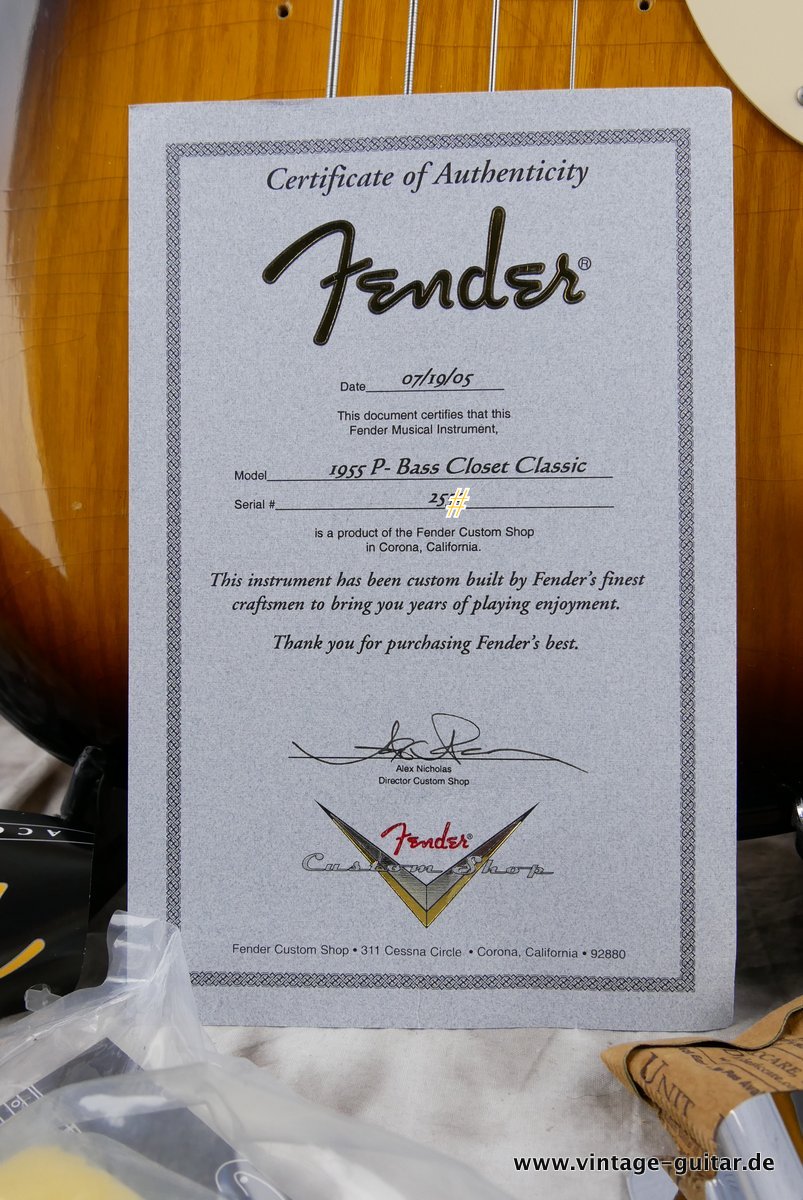 Certificate of Authenticity
Fender®
Date 07/19/05
This document certifies that this
Fender Musical Instrument,
Model 1955 P- Bass Closet Classic
Serial # 25 #
is a product of the Fender Custom Shop
in Corona, California.
This instrument has been custom built by Fender's finest
craftsmen to bring you years of playing enjoyment.
Thank you for purchasing Fender's best.
Alex Nicholas
Director Custom Shop
Fender®
Custom Shop
Fender Custom Shop • 311 Cessna Circle • Corona, California • 92880
UNIT
CARE
www.vintage-guitar.de